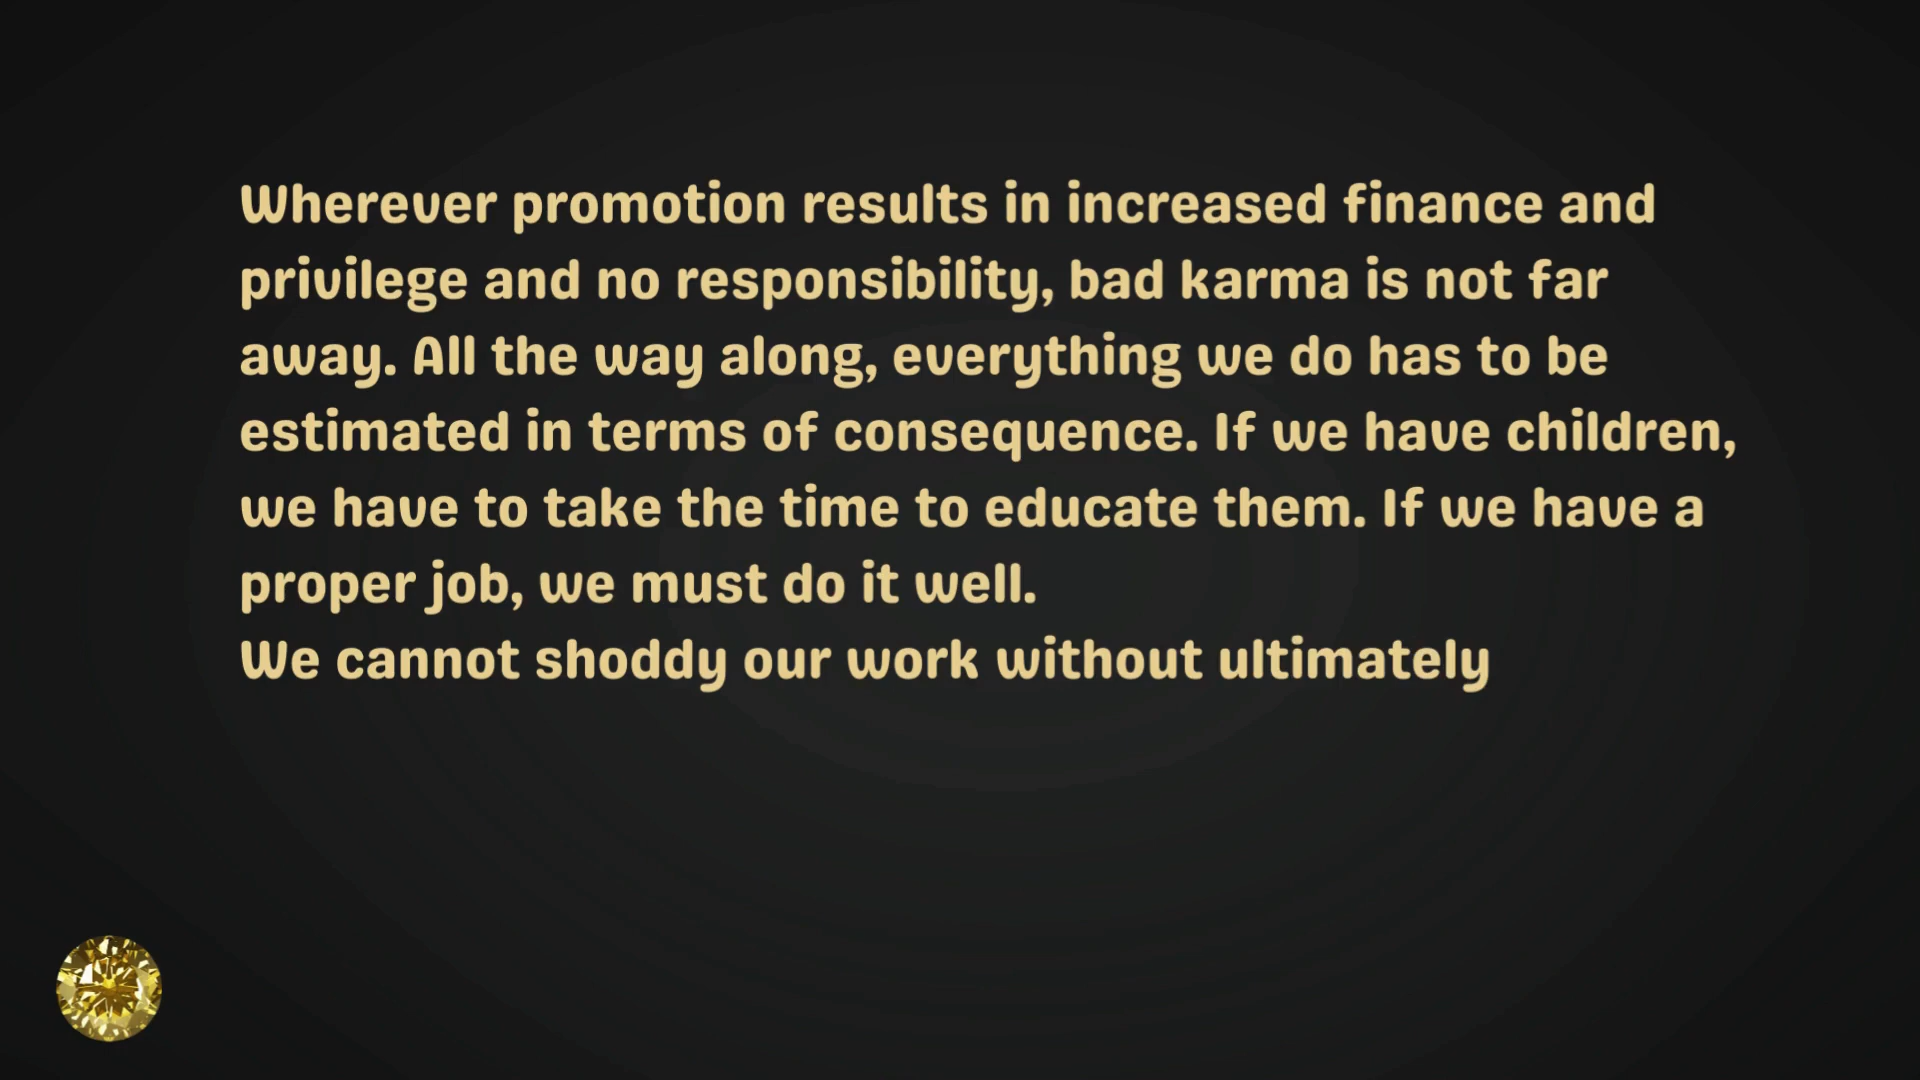 Wherever promotion results in increased finance and
privilege and no responsibility, bad karma is not far
away. All the way along, everything we do has to be
estimated in terms of consequence. If we have children,
we have to take the time to educate them. If we have a
proper job, we must do it well.
We cannot shoddy our work without ultimately